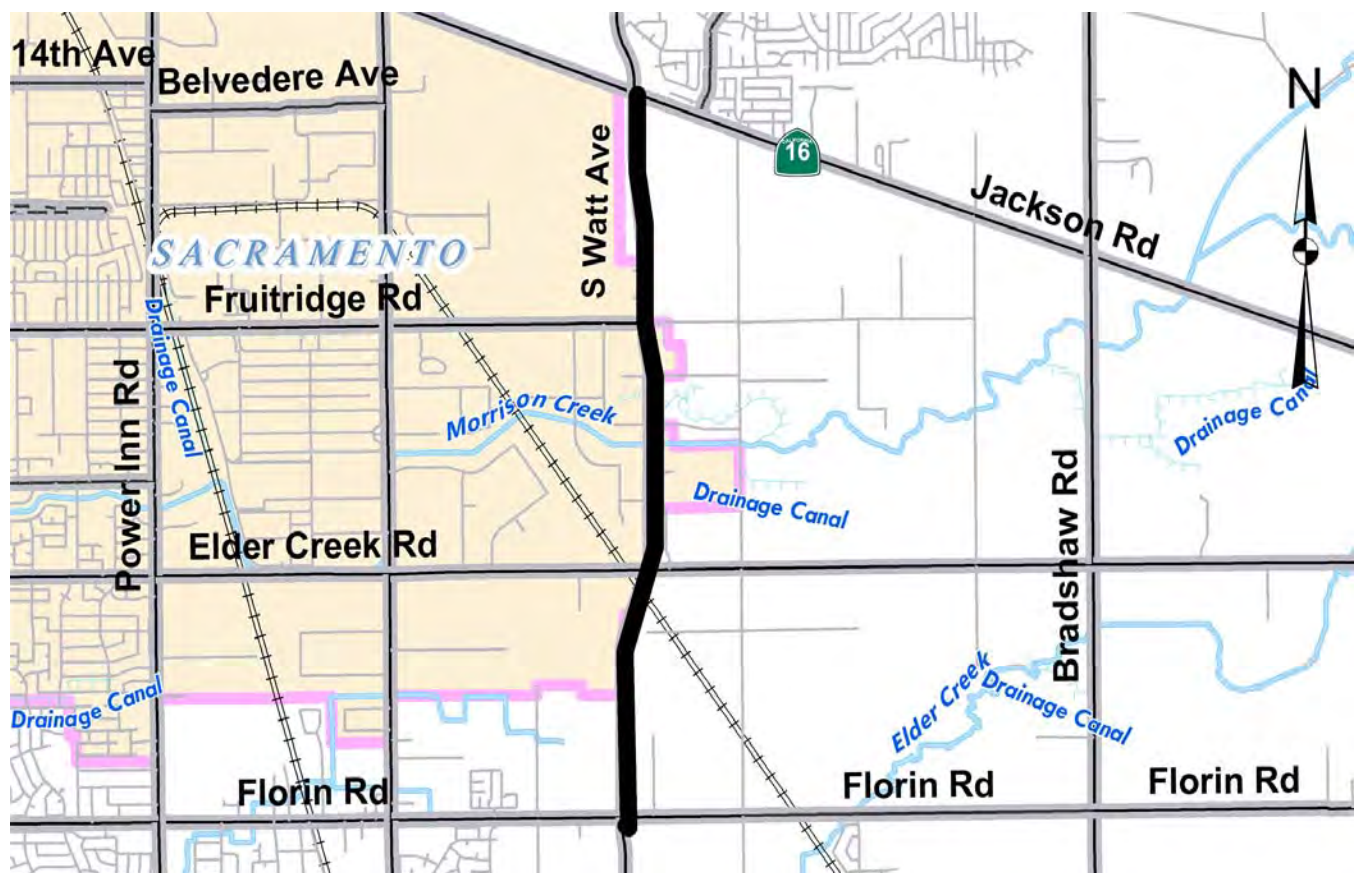 14th Ave
Belvedere Ave
N
S Watt Ave
CALIFORNIA
16
Jackson Rd
SACRAMENTO
Fruitridge Rd
Drainage Canal
Power Inn Rd
Morrison Creek
Drainage Canal
Drainage Canal
Bradshaw Rd
Elder Creek Rd
Drainage Canal
Elder Creek
Drainage Canal
Florin Rd
Florin Rd
Florin Rd